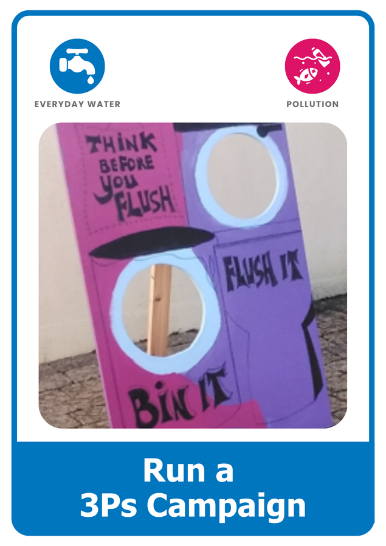 EVERYDAY WATER
POLLUTION
THINK
BEFORE
YOU
FLUSH
FLUSH IT
BIN IT
Run a
3Ps Campaign